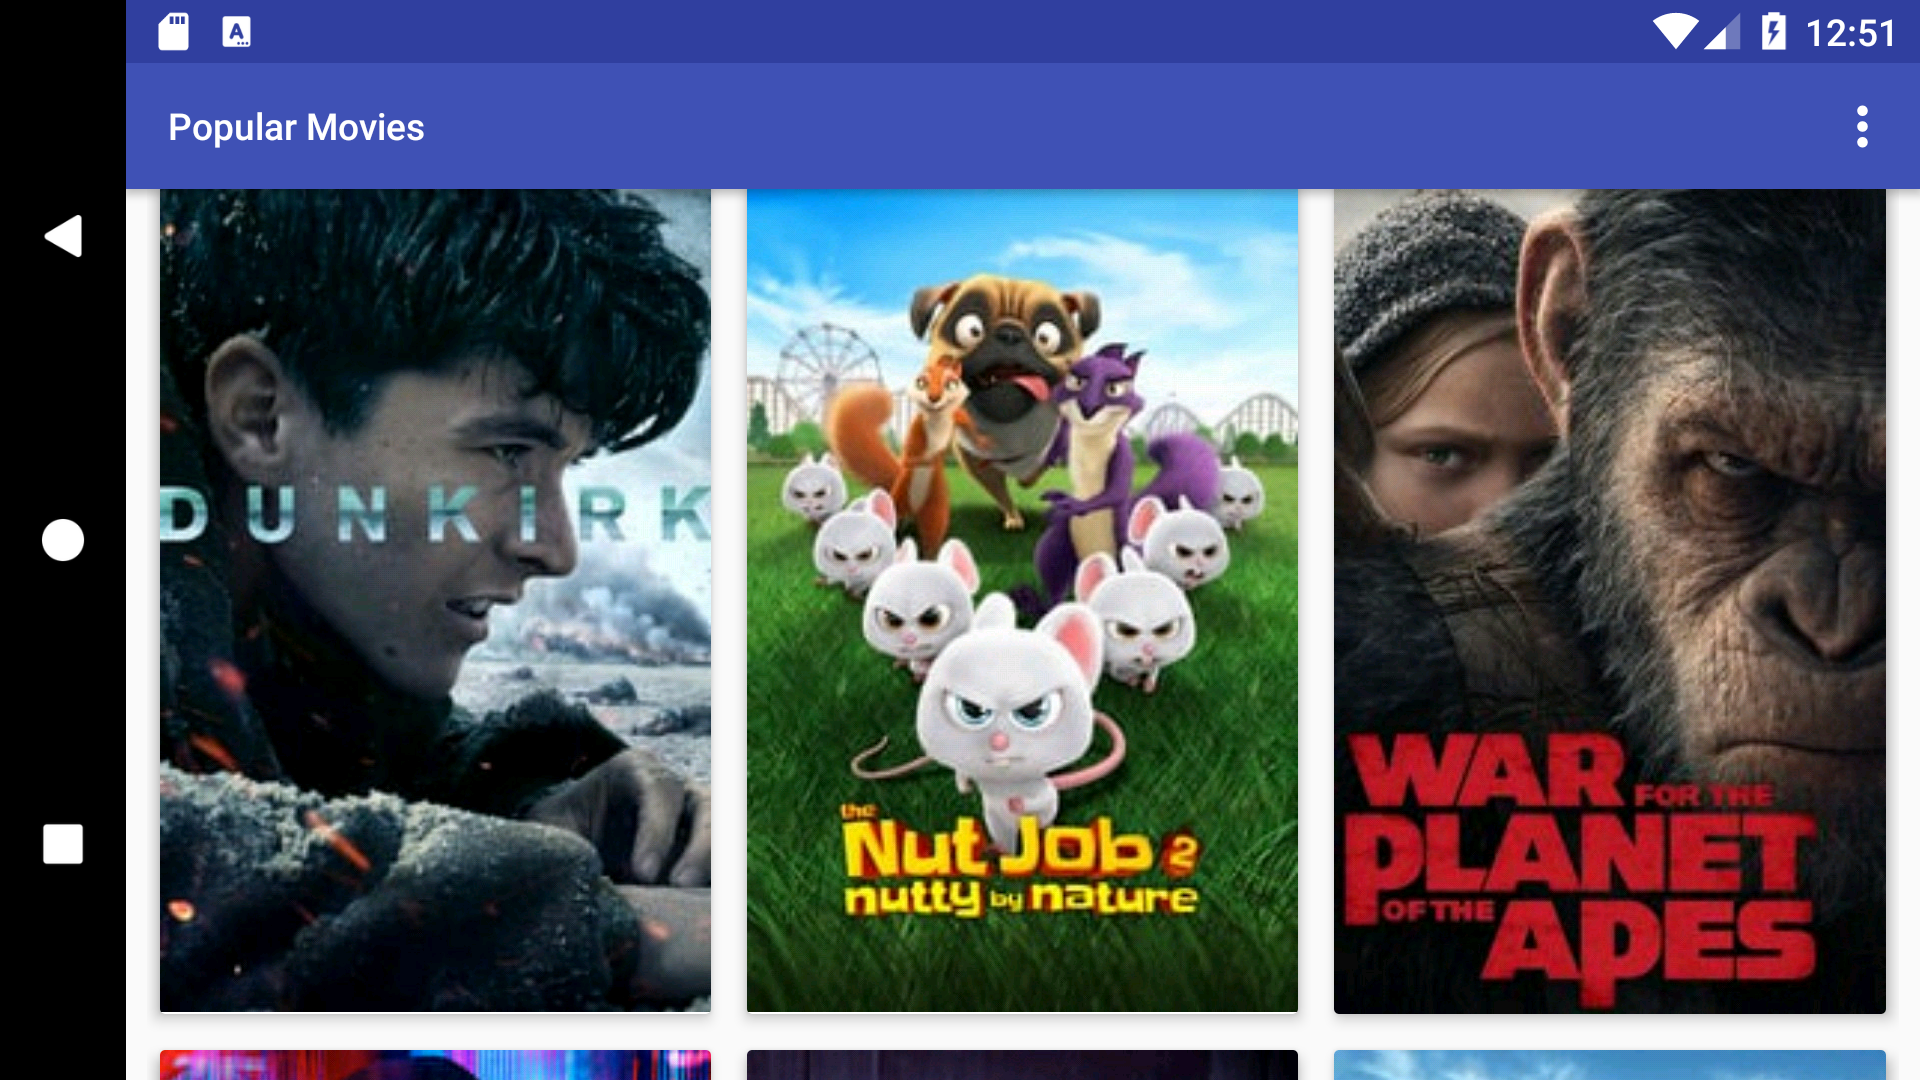 12:51
Popular Movies
DUNKIRK
the
Nut Job 2
nutty by nature
WAR FOR THE
PLANET
OF THE APES